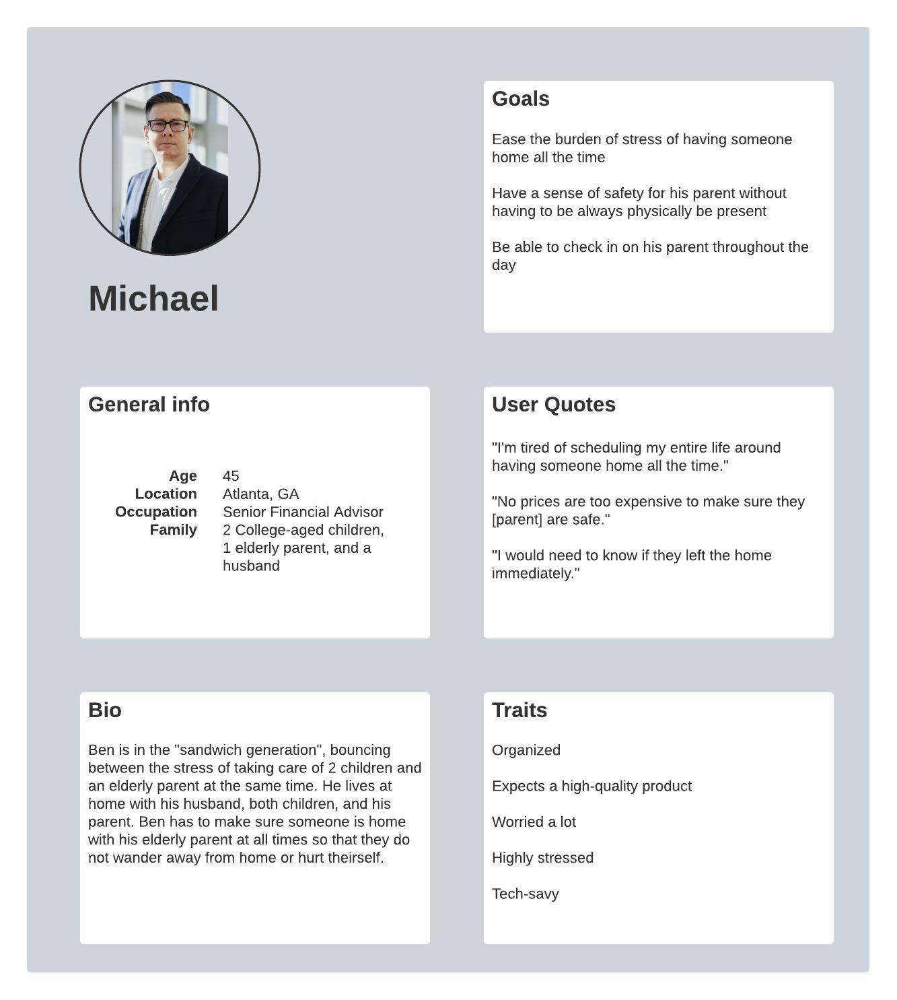 Michael
Goals
Ease the burden of stress of having someone
home all the time
Have a sense of safety for his parent without
having to be always physically be present
Be able to check in on his parent throughout the
day
General info
Age 45
Location Atlanta, GA
Occupation Senior Financial Advisor
Family 2 College-aged children,
1 elderly parent, and a
husband
User Quotes
"I'm tired of scheduling my entire life around
having someone home all the time."
"No prices are too expensive to make sure they
[parent] are safe."
"I would need to know if they left the home
immediately."
Bio
Ben is in the "sandwich generation", bouncing
between the stress of taking care of 2 children and
an elderly parent at the same time. He lives at
home with his husband, both children, and his
parent. Ben has to make sure someone is home
with his elderly parent at all times so that they do
not wander away from home or hurt theirself.
Traits
Organized
Expects a high-quality product
Worried a lot
Highly stressed
Tech-savy